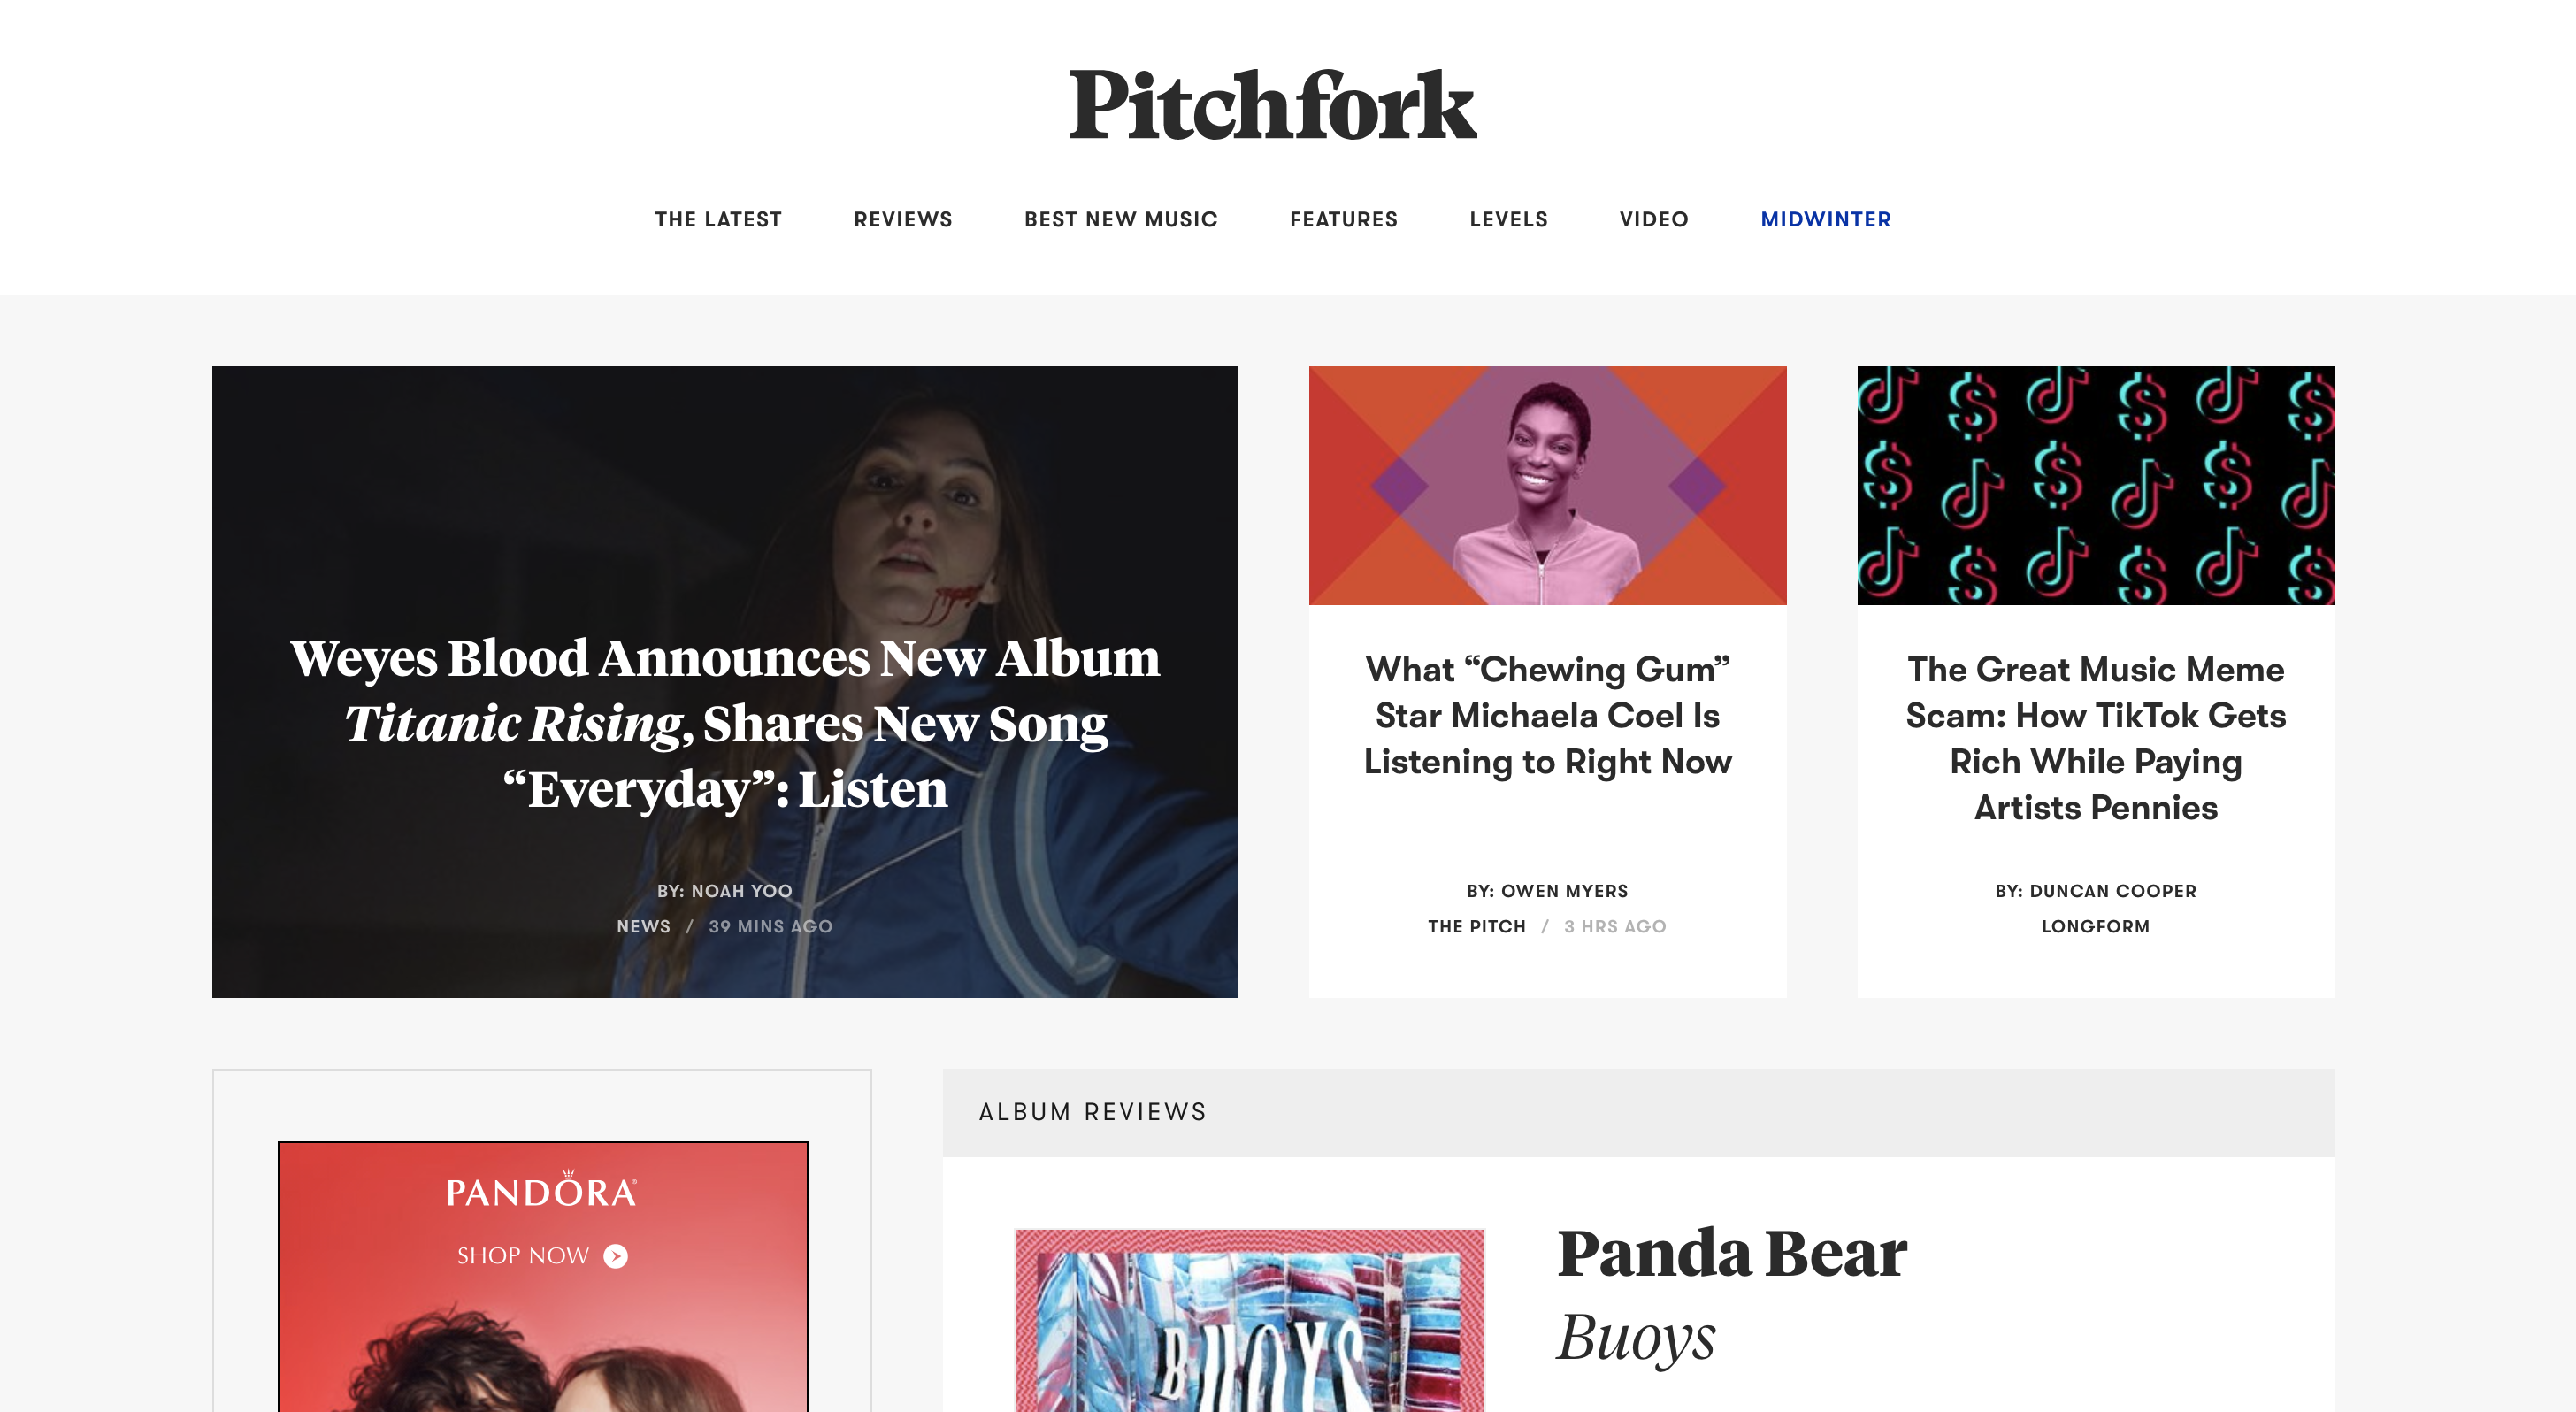 Pitchfork
THE LATEST REVIEWS BEST NEW MUSIC FEATURES LEVELS VIDEO MIDWINTER
Weyes Blood Announces New Album
Titanic Rising, Shares New Song
“Everyday”: Listen
BY: NOAH YOO
NEWS / 39 MINS AGO
What “Chewing Gum”
Star Michaela Coel Is
Listening to Right Now
BY: OWEN MYERS
THE PITCH / 3 HRS AGO
The Great Music Meme
Scam: How TikTok Gets
Rich While Paying
Artists Pennies
BY: DUNCAN COOPER
LONGFORM
PANDORA
SHOP NOW
ALBUM REVIEWS
BUOYS
Panda Bear
Buoys